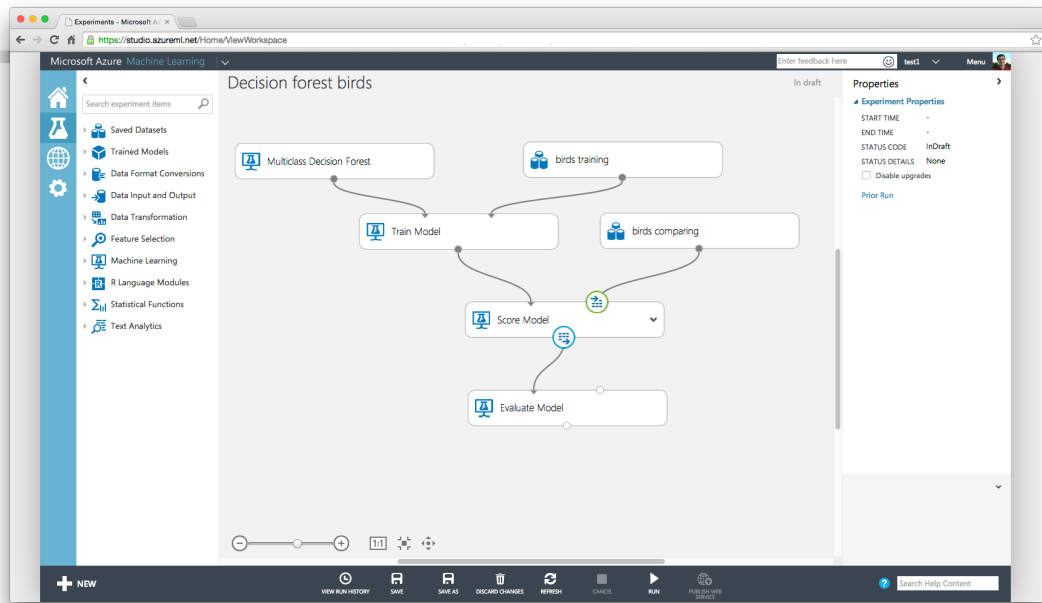 Experiments - Microsoft Az
https://studio.azureml.net/Home/ViewWorkspace
Microsoft Azure Machine Learning
Enter feedback here
test1
Menu
Search experiment items
Saved Datasets
Trained Models
Data Format Conversions
Data Input and Output
Data Transformation
Feature Selection
Machine Learning
R Language Modules
Statistical Functions
Text Analytics
Decision forest birds
In draft
Multiclass Decision Forest
birds training
Train Model
birds comparing
Score Model
Evaluate Model
1:1
Properties
Experiment Properties
START TIME -
END TIME -
STATUS CODE InDraft
STATUS DETAILS None
Disable upgrades
Prior Run
NEW
VIEW RUN HISTORY
SAVE
SAVE AS
DISCARD CHANGES
REFRESH
CANCEL
RUN
PUBLISH WEB
SERVICE
?
Search Help Content